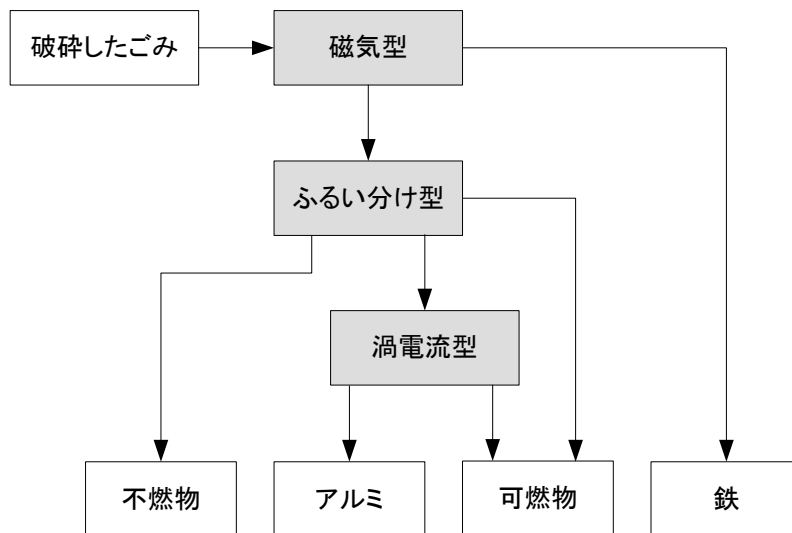 破砕したごみ
磁気型
ふるい分け型
渦電流型
不燃物
アルミ
可燃物
鉄